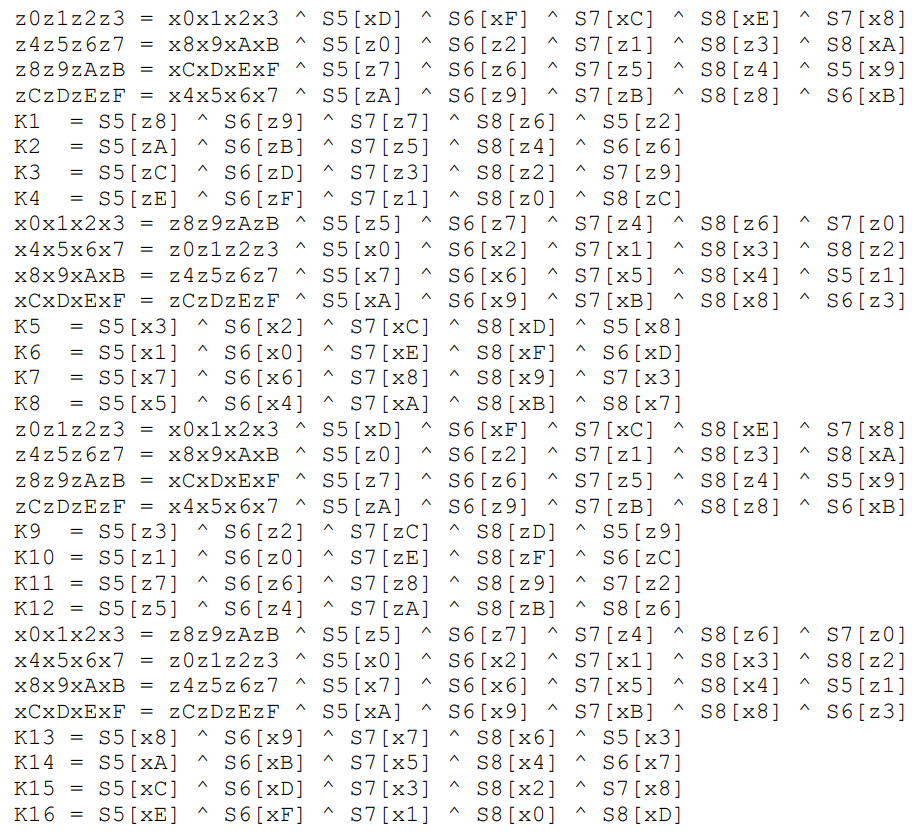 z0z1z2z3 = x0x1x2x3 ^ S5[xD] ^ S6[xF] ^ S7[xC] ^ S8[xE] ^ S7[x8]
z4z5z6z7 = x8x9xAxB ^ S5[z0] ^ S6[z2] ^ S7[z1] ^ S8[z3] ^ S8[xA]
z8z9zAzB = xCxDxExF ^ S5[z7] ^ S6[z6] ^ S7[z5] ^ S8[z4] ^ S5[x9]
zCzDzEzF = x4x5x6x7 ^ S5[zA] ^ S6[z9] ^ S7[zB] ^ S8[z8] ^ S6[xB]
K1  = S5[z8] ^ S6[z9] ^ S7[z7] ^ S8[z6] ^ S5[z2]
K2  = S5[zA] ^ S6[zB] ^ S7[z5] ^ S8[z4] ^ S6[z6]
K3  = S5[zC] ^ S6[zD] ^ S7[z3] ^ S8[z2] ^ S7[z9]
K4  = S5[zE] ^ S6[zF] ^ S7[z1] ^ S8[z0] ^ S8[zC]
x0x1x2x3 = z8z9zAzB ^ S5[z5] ^ S6[z7] ^ S7[z4] ^ S8[z6] ^ S7[z0]
x4x5x6x7 = z0z1z2z3 ^ S5[x0] ^ S6[x2] ^ S7[x1] ^ S8[x3] ^ S8[z2]
x8x9xAxB = z4z5z6z7 ^ S5[x7] ^ S6[x6] ^ S7[x5] ^ S8[x4] ^ S5[z1]
xCxDxExF = zCzDzEzF ^ S5[xA] ^ S6[x9] ^ S7[xB] ^ S8[x8] ^ S6[z3]
K5  = S5[x3] ^ S6[x2] ^ S7[xC] ^ S8[xD] ^ S5[x8]
K6  = S5[x1] ^ S6[x0] ^ S7[xE] ^ S8[xF] ^ S6[xD]
K7  = S5[x7] ^ S6[x6] ^ S7[x8] ^ S8[x9] ^ S7[x3]
K8  = S5[x5] ^ S6[x4] ^ S7[xA] ^ S8[xB] ^ S8[x7]
z0z1z2z3 = x0x1x2x3 ^ S5[xD] ^ S6[xF] ^ S7[xC] ^ S8[xE] ^ S7[x8]
z4z5z6z7 = x8x9xAxB ^ S5[z0] ^ S6[z2] ^ S7[z1] ^ S8[z3] ^ S8[xA]
z8z9zAzB = xCxDxExF ^ S5[z7] ^ S6[z6] ^ S7[z5] ^ S8[z4] ^ S5[x9]
zCzDzEzF = x4x5x6x7 ^ S5[zA] ^ S6[z9] ^ S7[zB] ^ S8[z8] ^ S6[xB]
K9  = S5[z3] ^ S6[z2] ^ S7[zC] ^ S8[zD] ^ S5[z9]
K10 = S5[z1] ^ S6[z0] ^ S7[zE] ^ S8[zF] ^ S6[zC]
K11 = S5[z7] ^ S6[z6] ^ S7[z8] ^ S8[z9] ^ S7[z2]
K12 = S5[z5] ^ S6[z4] ^ S7[zA] ^ S8[zB] ^ S8[z6]
x0x1x2x3 = z8z9zAzB ^ S5[z5] ^ S6[z7] ^ S7[z4] ^ S8[z6] ^ S7[z0]
x4x5x6x7 = z0z1z2z3 ^ S5[x0] ^ S6[x2] ^ S7[x1] ^ S8[x3] ^ S8[z2]
x8x9xAxB = z4z5z6z7 ^ S5[x7] ^ S6[x6] ^ S7[x5] ^ S8[x4] ^ S5[z1]
xCxDxExF = zCzDzEzF ^ S5[xA] ^ S6[x9] ^ S7[xB] ^ S8[x8] ^ S6[z3]
K13 = S5[x8] ^ S6[x9] ^ S7[x7] ^ S8[x6] ^ S5[x3]
K14 = S5[xA] ^ S6[xB] ^ S7[x5] ^ S8[x4] ^ S6[x7]
K15 = S5[xC] ^ S6[xD] ^ S7[x3] ^ S8[x2] ^ S7[x8]
K16 = S5[xE] ^ S6[xF] ^ S7[x1] ^ S8[x0] ^ S8[xD]